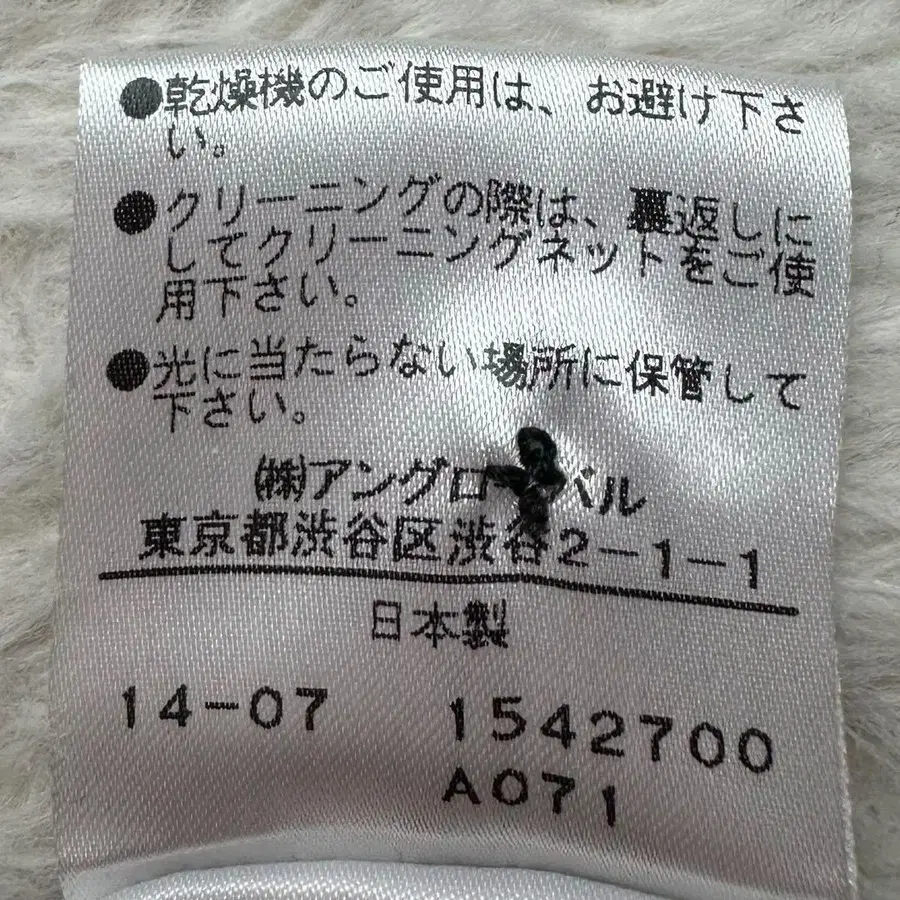 ●乾燥機のご使用は、お避け下さ
い。
●クリーニングの際は、裏返しに
してクリーニングネットをご使
用下さい。
●光に当たらない場所に保管して
下さい。
㈱アングローバル
東京都渋谷区渋谷2-1-1
日本製
14-07 1542700
A071